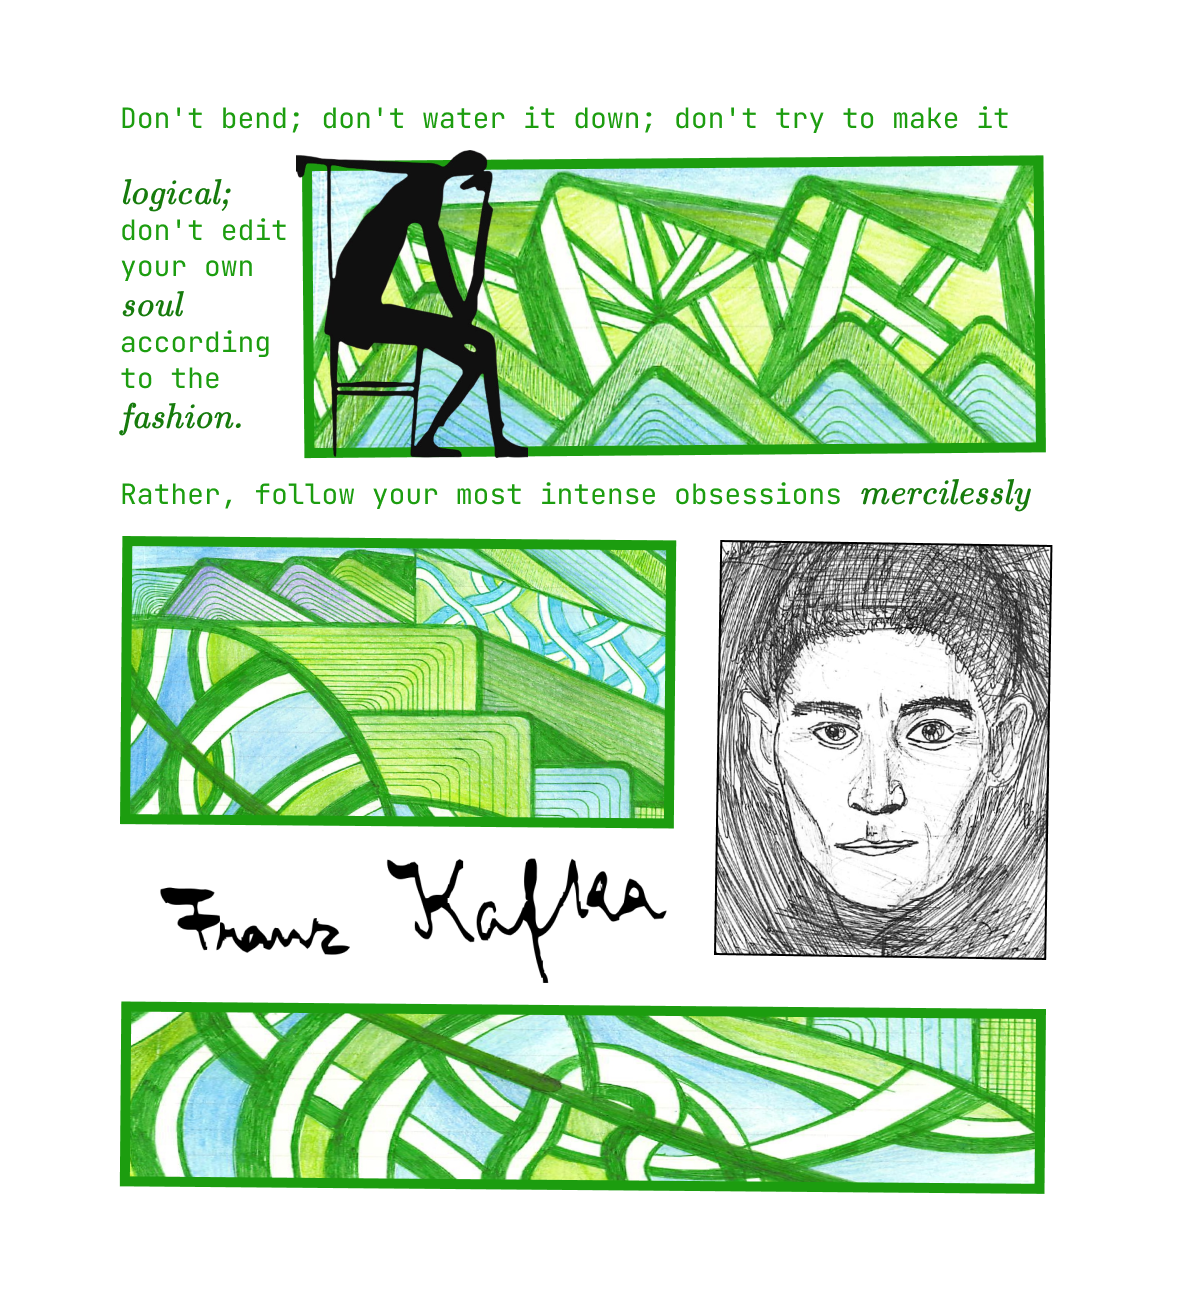 Don't bend; don't water it down; don't try to make it
logical;
don't edit
your own
soul
according
to the
fashion.
Rather, follow your most intense obsessions mercilessly
Franz Kafka